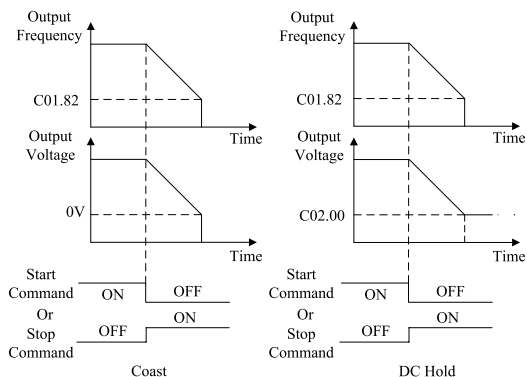 Output
Frequency
C01.82
Time
Output
Voltage
0V
Time
Start
Command
ON
OFF
Or
Stop
Command
OFF
ON
Coast
Output
Frequency
C01.82
Time
Output
Voltage
C02.00
Time
Start
Command
ON
OFF
Or
Stop
Command
OFF
ON
DC Hold